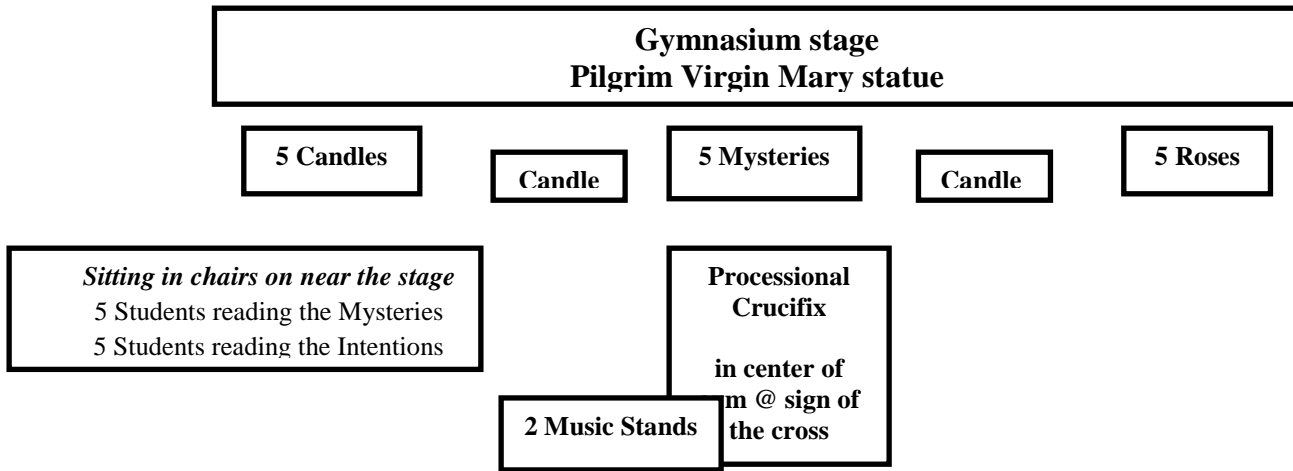 Gymnasium stage
Pilgrim Virgin Mary statue
5 Candles
Candle
5 Mysteries
Candle
5 Roses
Sitting in chairs on near the stage
5 Students reading the Mysteries
5 Students reading the Intentions
Processional
Crucifix
in center of
@ sign of
the cross
2 Music Stands